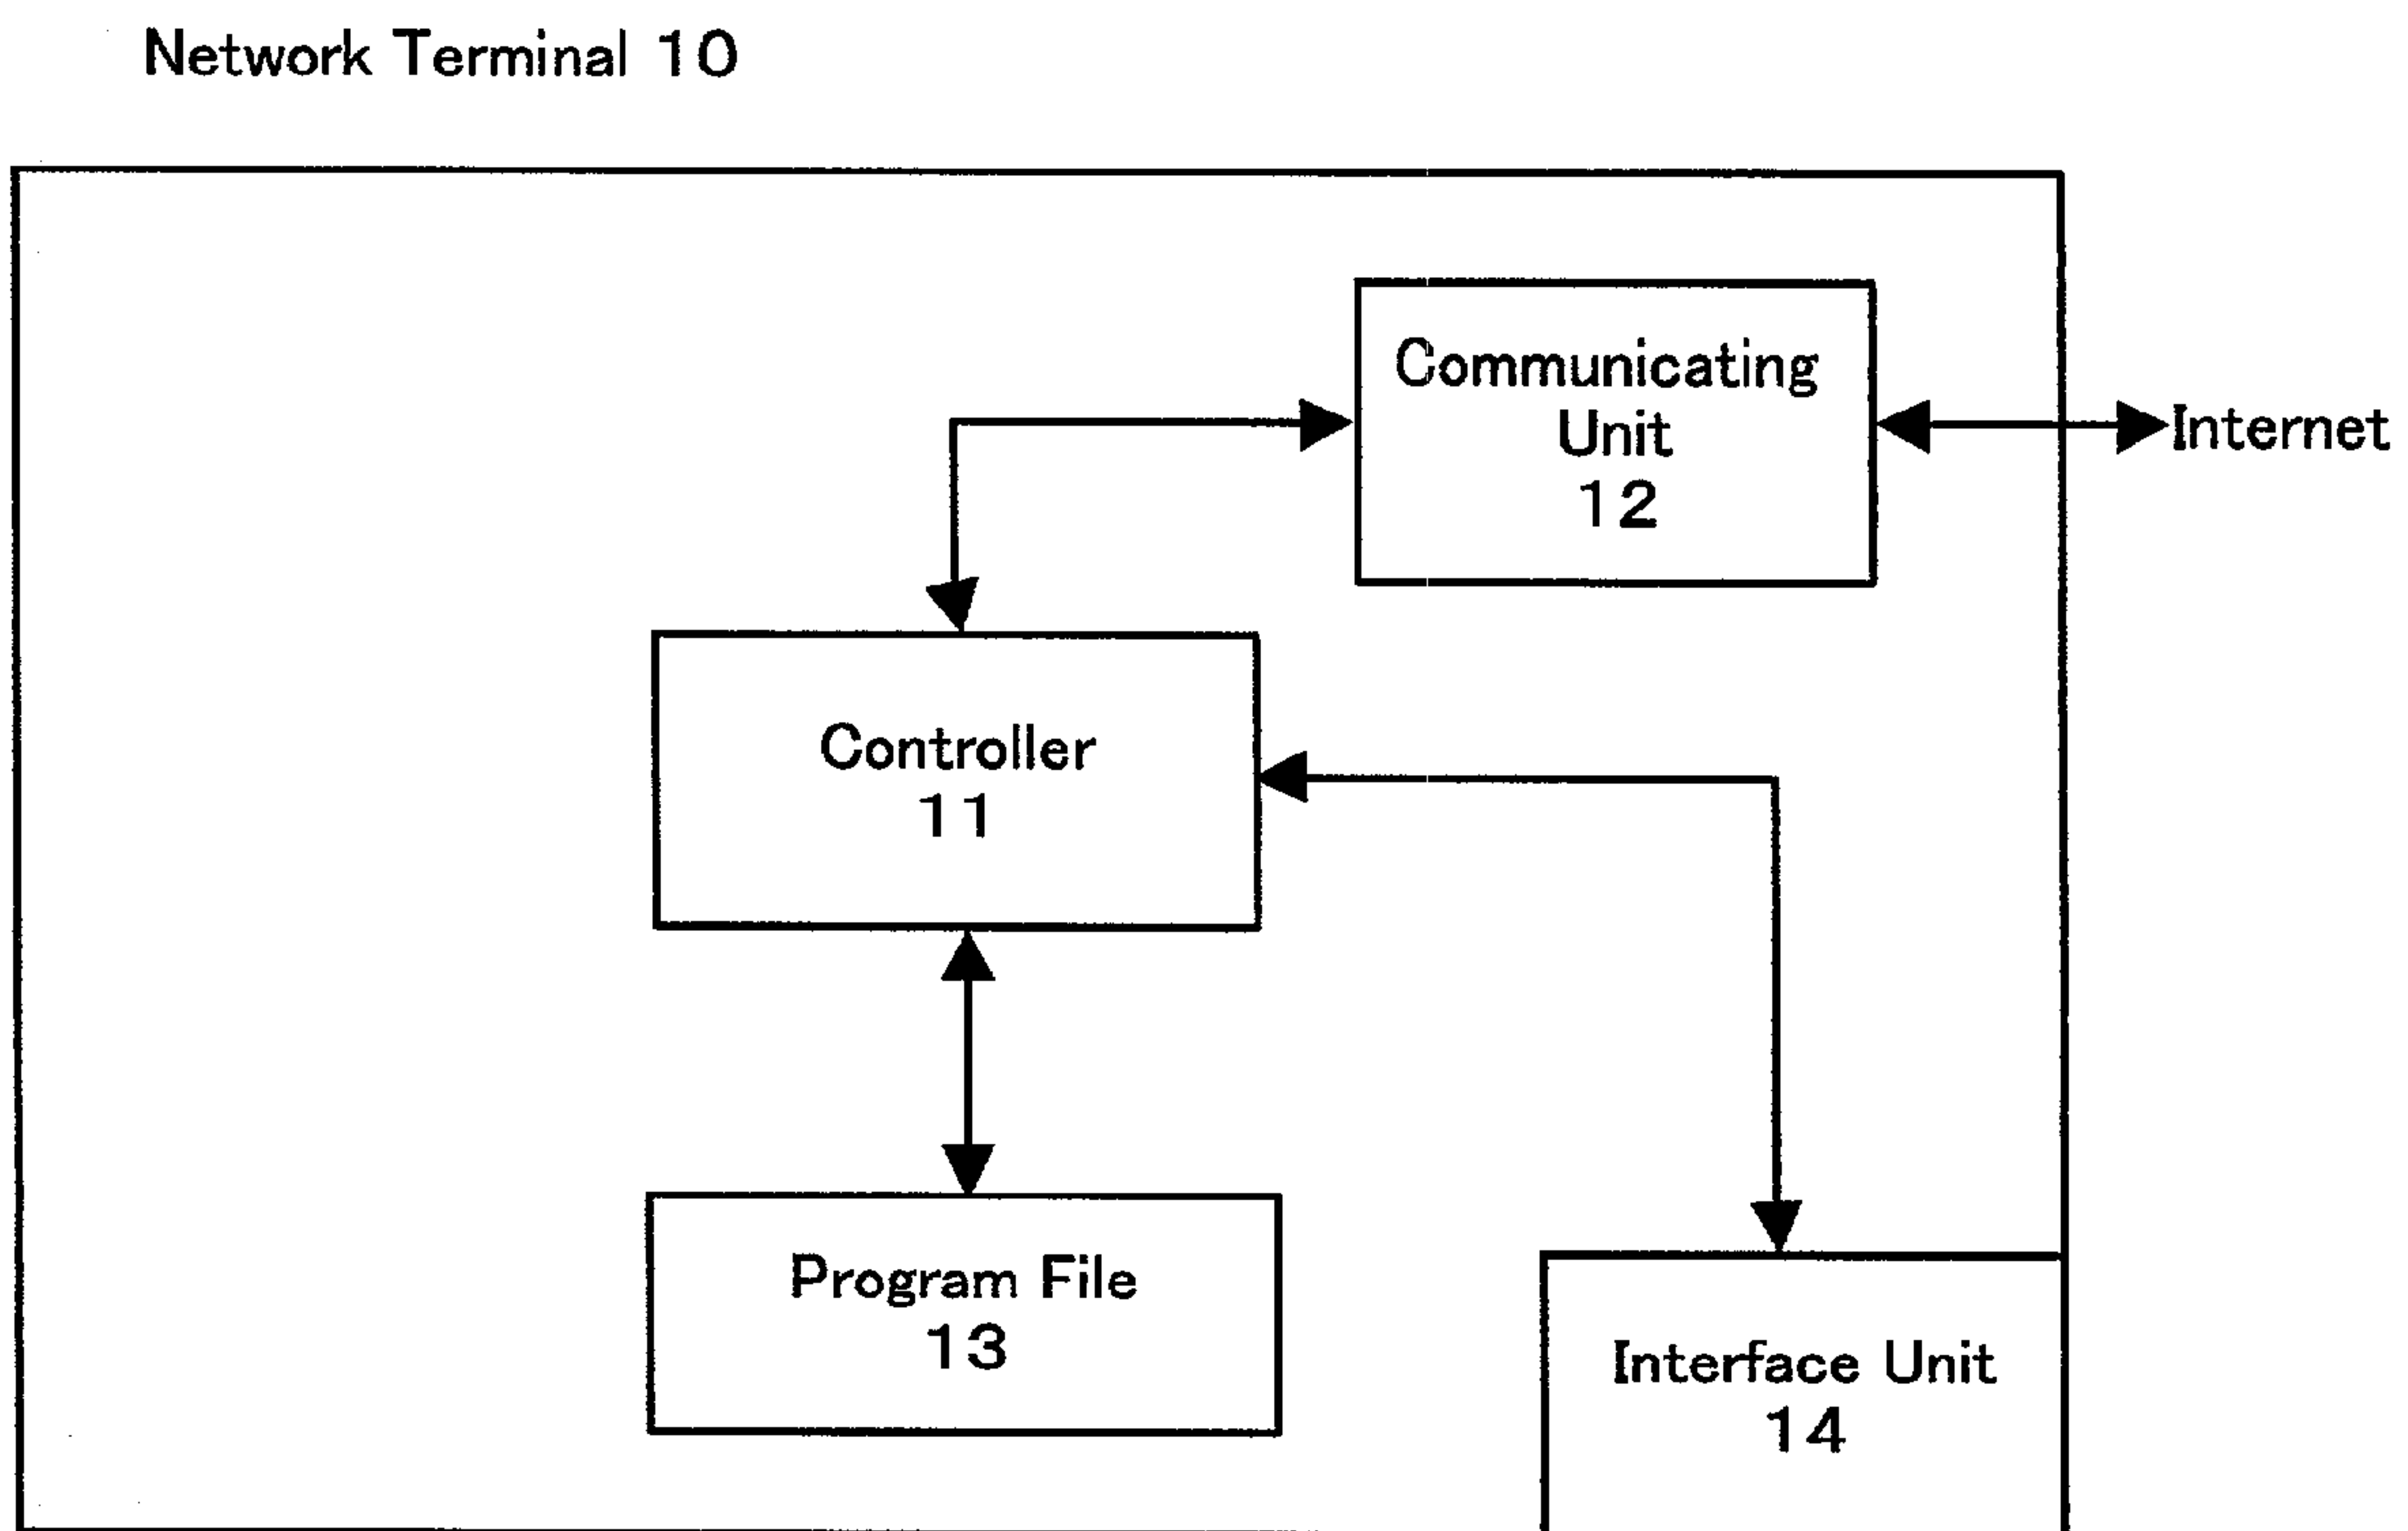 Network Terminal 10
Communicating
Unit
12
Internet
Controller
11
Program File
13
Interface Unit
14